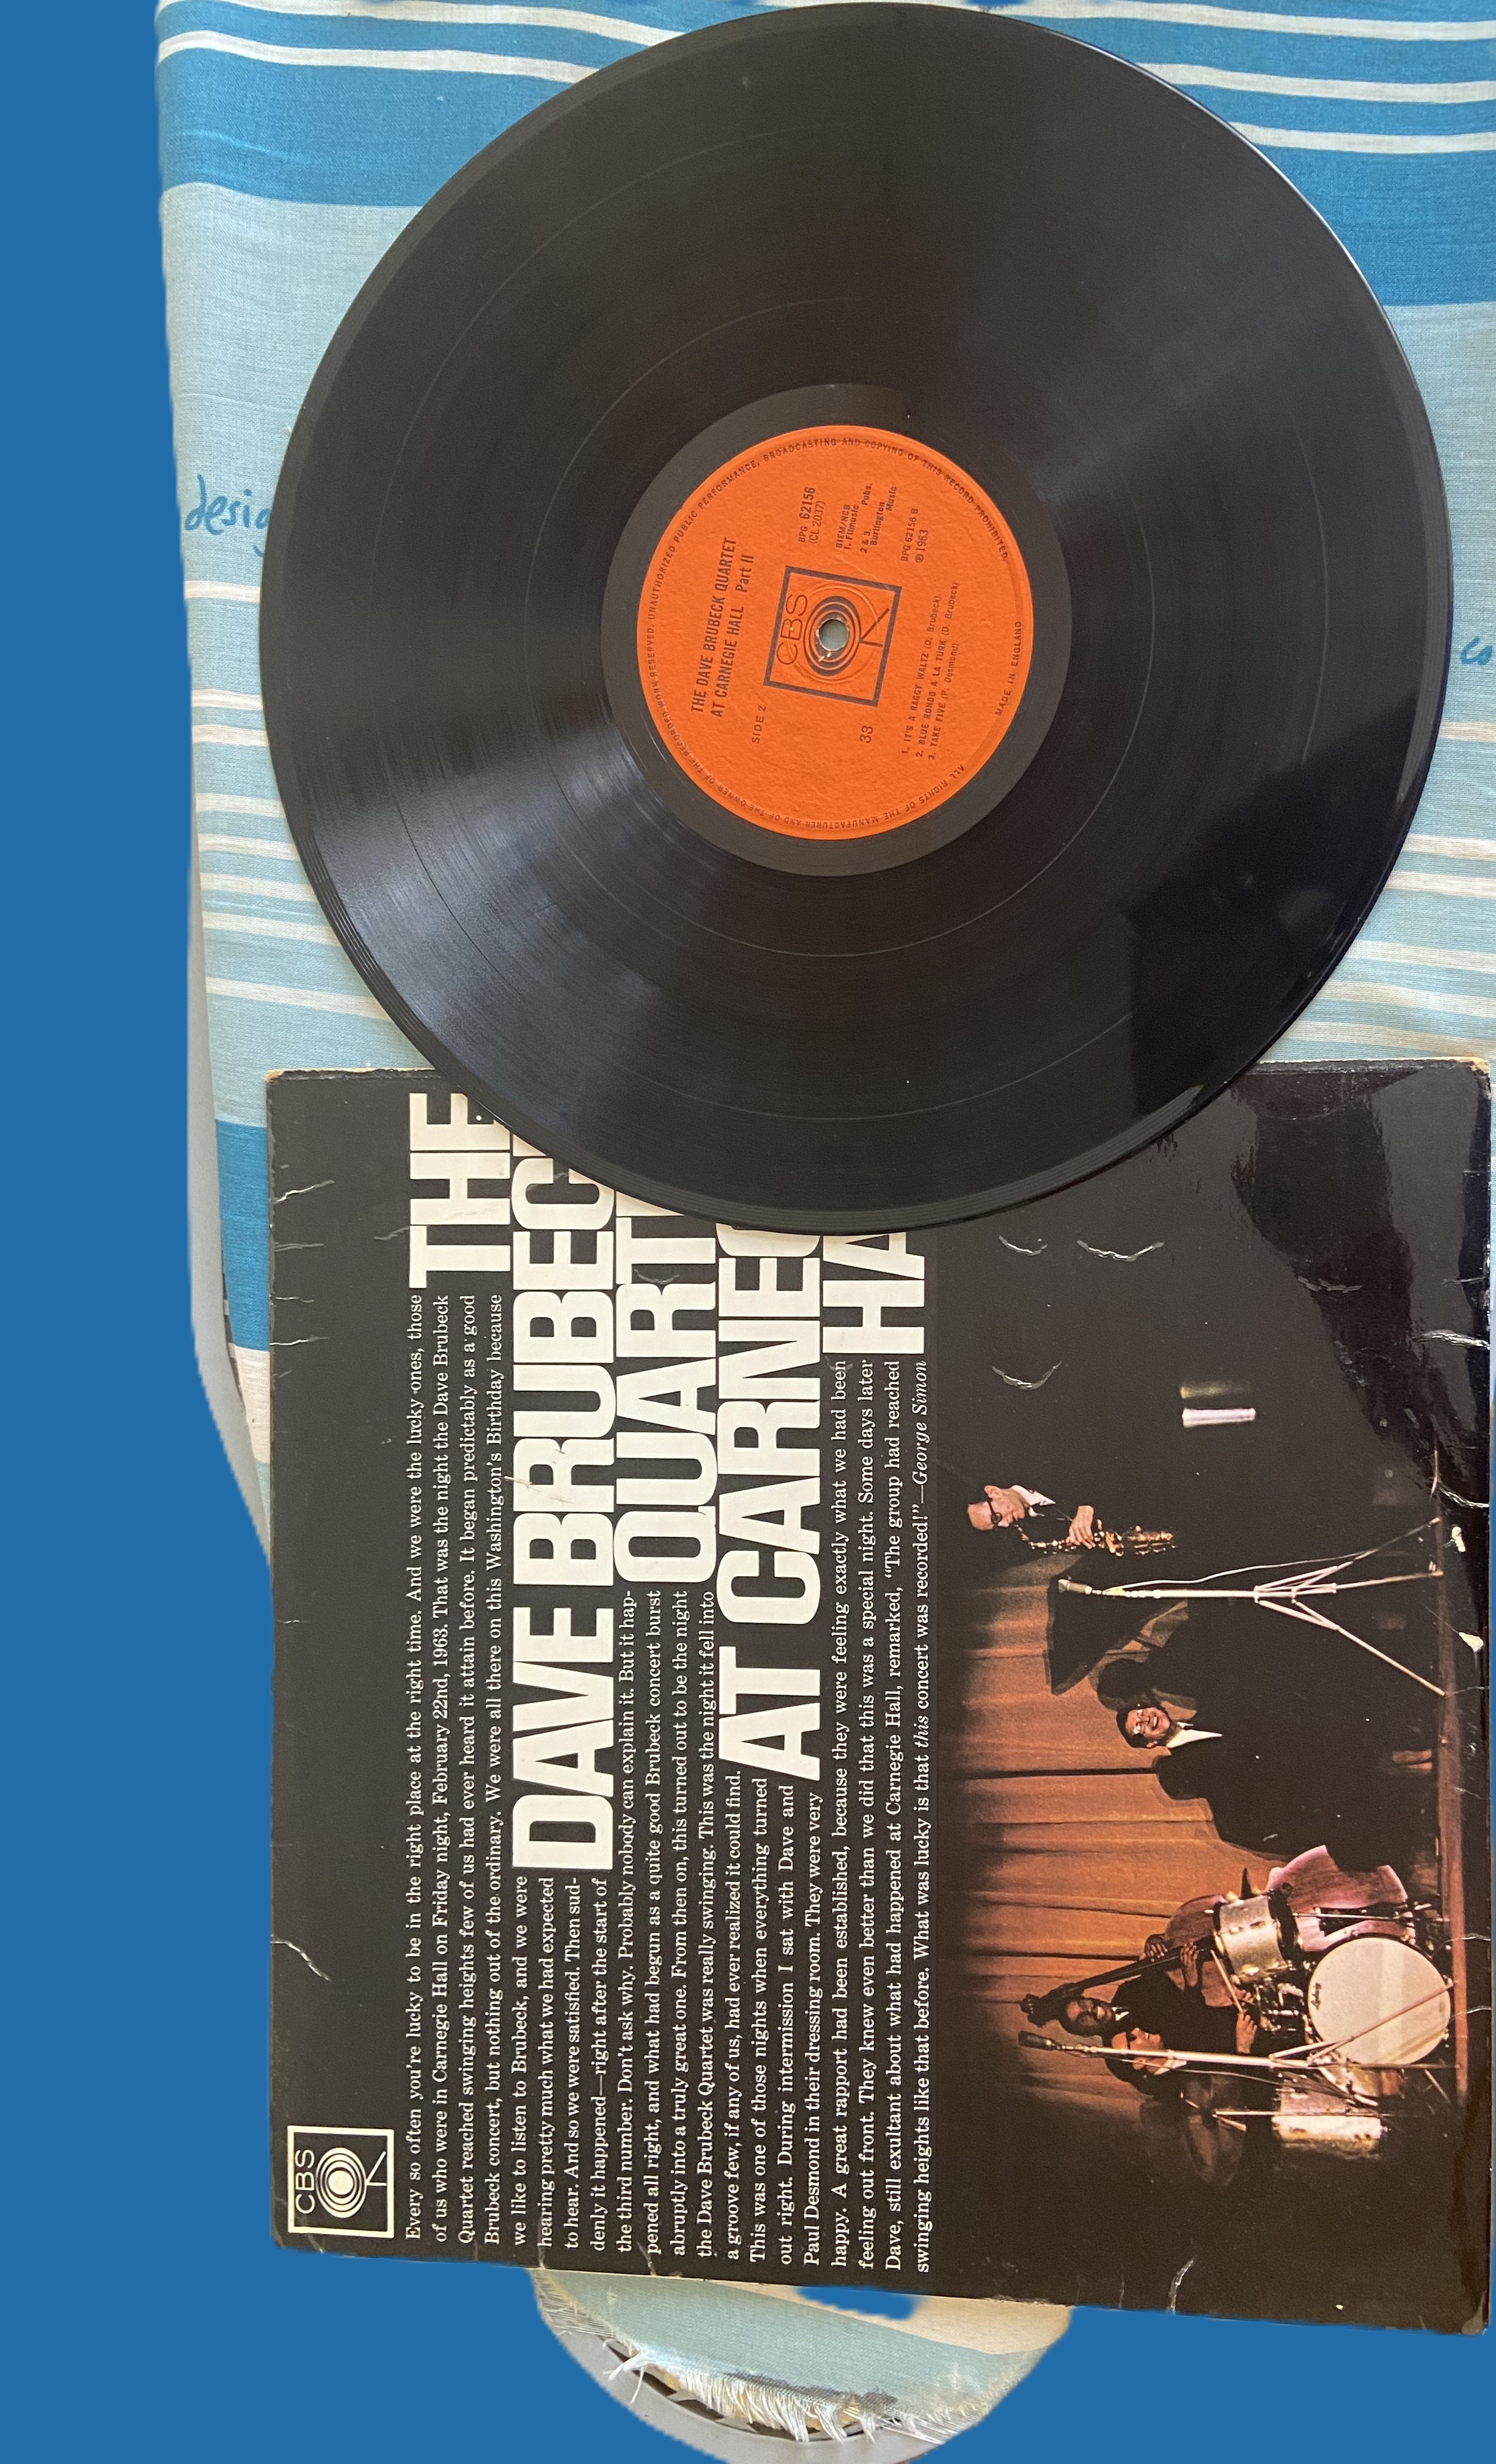 CBS
Every so often you're lucky to be in the right place at the right time. And we were the lucky ones, those
of us who were in Carnegie Hall on Friday night, February 22nd, 1963. That was the night the Dave Brubeck
Quartet reached swinging heights few of us had ever heard it attain before. It began predictably as a good
Brubeck concert, but nothing out of the ordinary. We were all there on this Washington's Birthday because
THE
we like to listen to Brubeck, and we were
hearing pretty much what we had expected
to hear. And so we were satisfied. Then sud-
denly it happened—right after the start of
DAVE BRUBEC
the third number. Don't ask why. Probably nobody can explain it. But it hap-
pened all right, and what had begun as a quite good Brubeck concert burst
abruptly into a truly great one. From then on, this turned out to be the night
the Dave Brubeck Quartet was really swinging. This was the night it fell into
QUART
a groove few, if any of us, had ever realized it could find.
This was one of those nights when everything turned
out right. During intermission I sat with Dave and
Paul Desmond in their dressing room. They were very
AT CARNEG
happy. A great rapport had been established, because they were feeling exactly what we had been
feeling out front. They knew even better than we did that this was a special night. Some days later
Dave, still exultant about what had happened at Carnegie Hall, remarked, “The group had reached
swinging heights like that before. What was lucky is that this concert was recorded!”—George Simon
HA
ALL RIGHTS OF THE MANUFACTURER AND OF THE OWNER OF THE RECORDED WORK RESERVED. UNAUTHORIZED PUBLIC PERFORMANCE, BROADCASTING AND COPYING OF THIS RECORD PROHIBITED.
THE DAVE BRUBECK QUARTET
AT CARNEGIE HALL Part II
SIDE 2
BPG 62156
(CL 2037)
CBS
33
BIEM/NCB
1. Filmusic
Pubs.
2 & 3.
Burlington
Music
BPG 62156 B
℗1963
1. IT'S A RAGGY WALTZ (D. Brubeck)
2. BLUE RONDO A LA TURK (D. Brubeck)
3. TAKE FIVE (P. Desmond)
MADE IN ENGLAND
desig
co